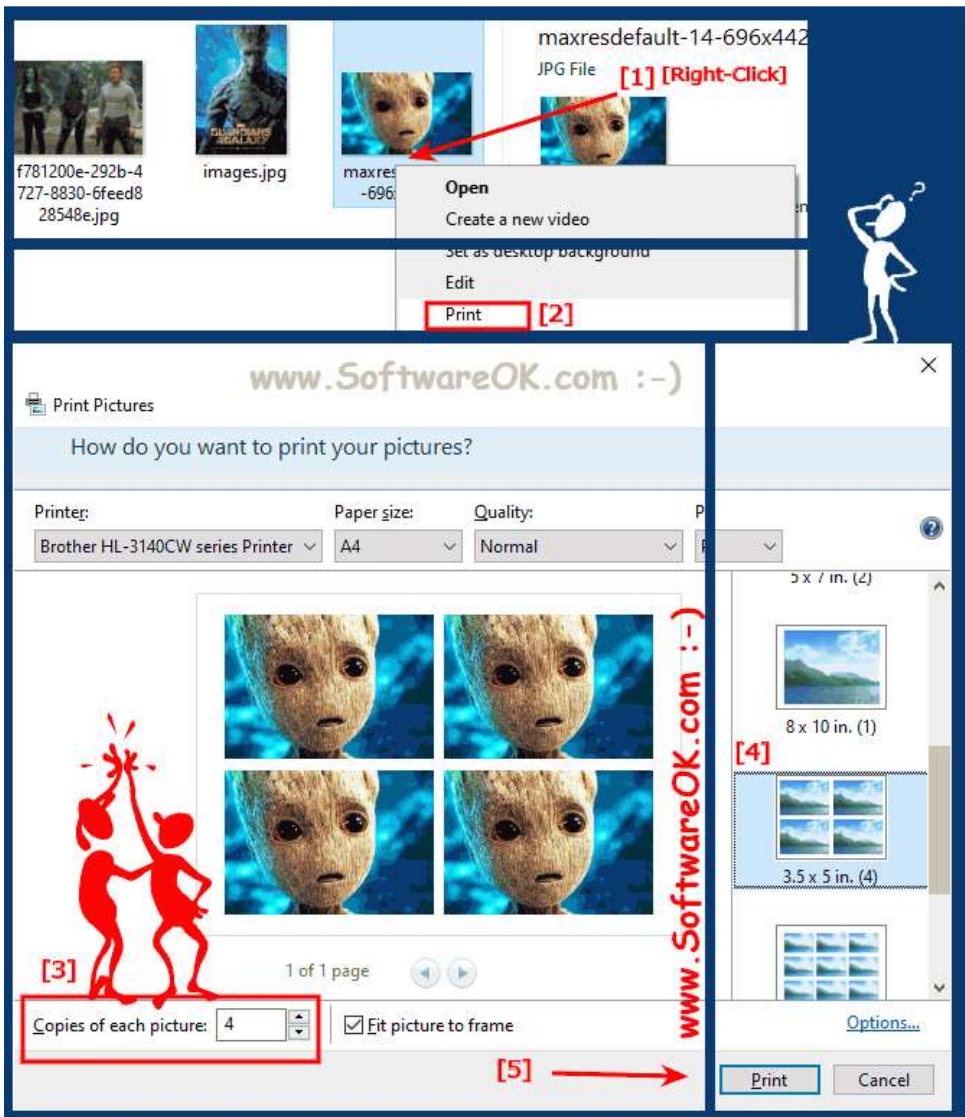 maxresdefault-14-696x442
JPG File
[1] [Right-Click]
GUARDIANS
GALAXY
f781200e-292b-4
727-8830-6feed8
28548e.jpg
images.jpg
maxres
-696
Open
Create a new video
Set as desktop background
Edit
Print
[2]
?
www.SoftwareOK.com :-)
Print Pictures
How do you want to print your pictures?
Printer:
Paper size:
Quality:
P
Brother HL-3140CW series Printer
A4
Normal
5 x 7 in. (2)
8 x 10 in. (1)
[4]
3.5 x 5 in. (4)
www.SoftwareOK.com :-)
[3]
1 of 1 page
Copies of each picture: 4
Fit picture to frame
Options...
[5]
Print
Cancel